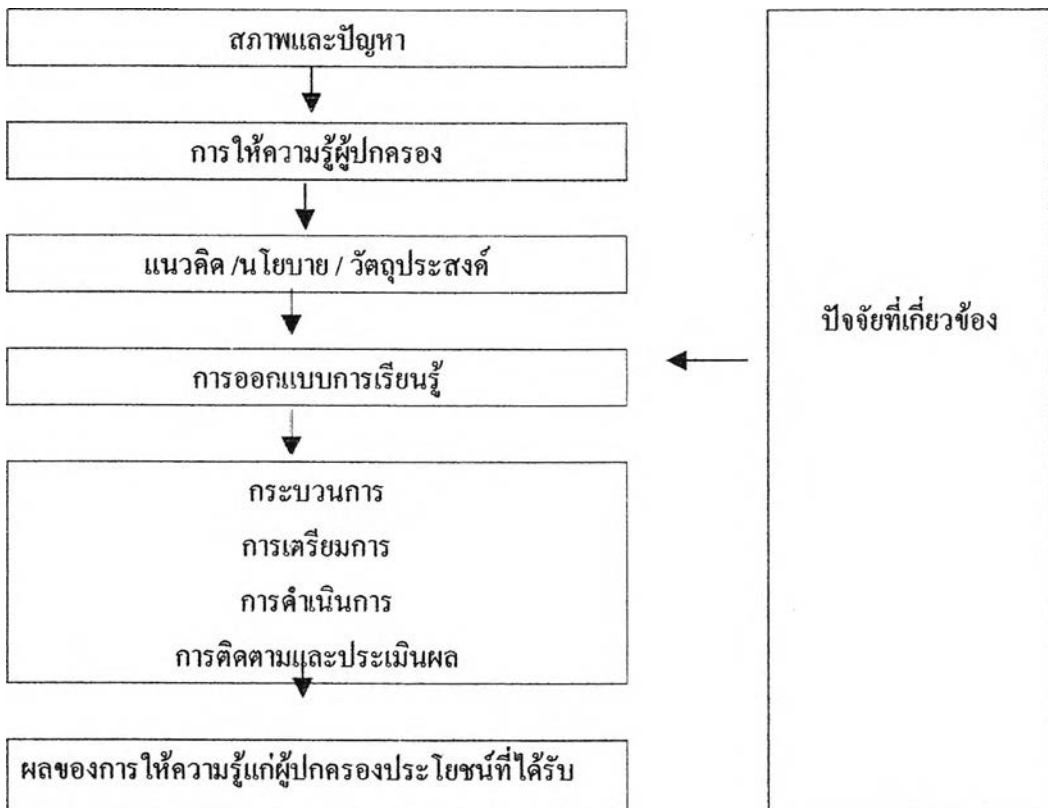 สภาพและปัญหา
การให้ความรู้ผู้ปกครอง
แนวคิด /นโยบาย / วัตถุประสงค์
ปัจจัยที่เกี่ยวข้อง
การออกแบบการเรียนรู้
กระบวนการ
การเตรียมการ
การดำเนินการ
การติดตามและประเมินผล
ผลของการให้ความรู้แก่ผู้ปกครองประโยชน์ที่ได้รับ